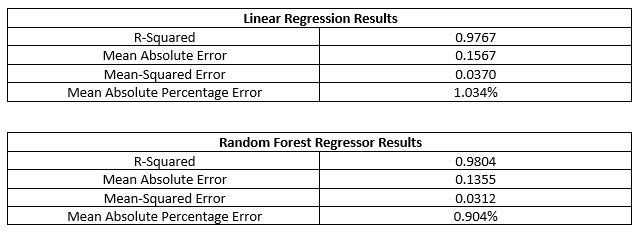 Linear Regression Results
R-Squared 0.9767
Mean Absolute Error 0.1567
Mean-Squared Error 0.0370
Mean Absolute Percentage Error 1.034%
Random Forest Regressor Results
R-Squared 0.9804
Mean Absolute Error 0.1355
Mean-Squared Error 0.0312
Mean Absolute Percentage Error 0.904%